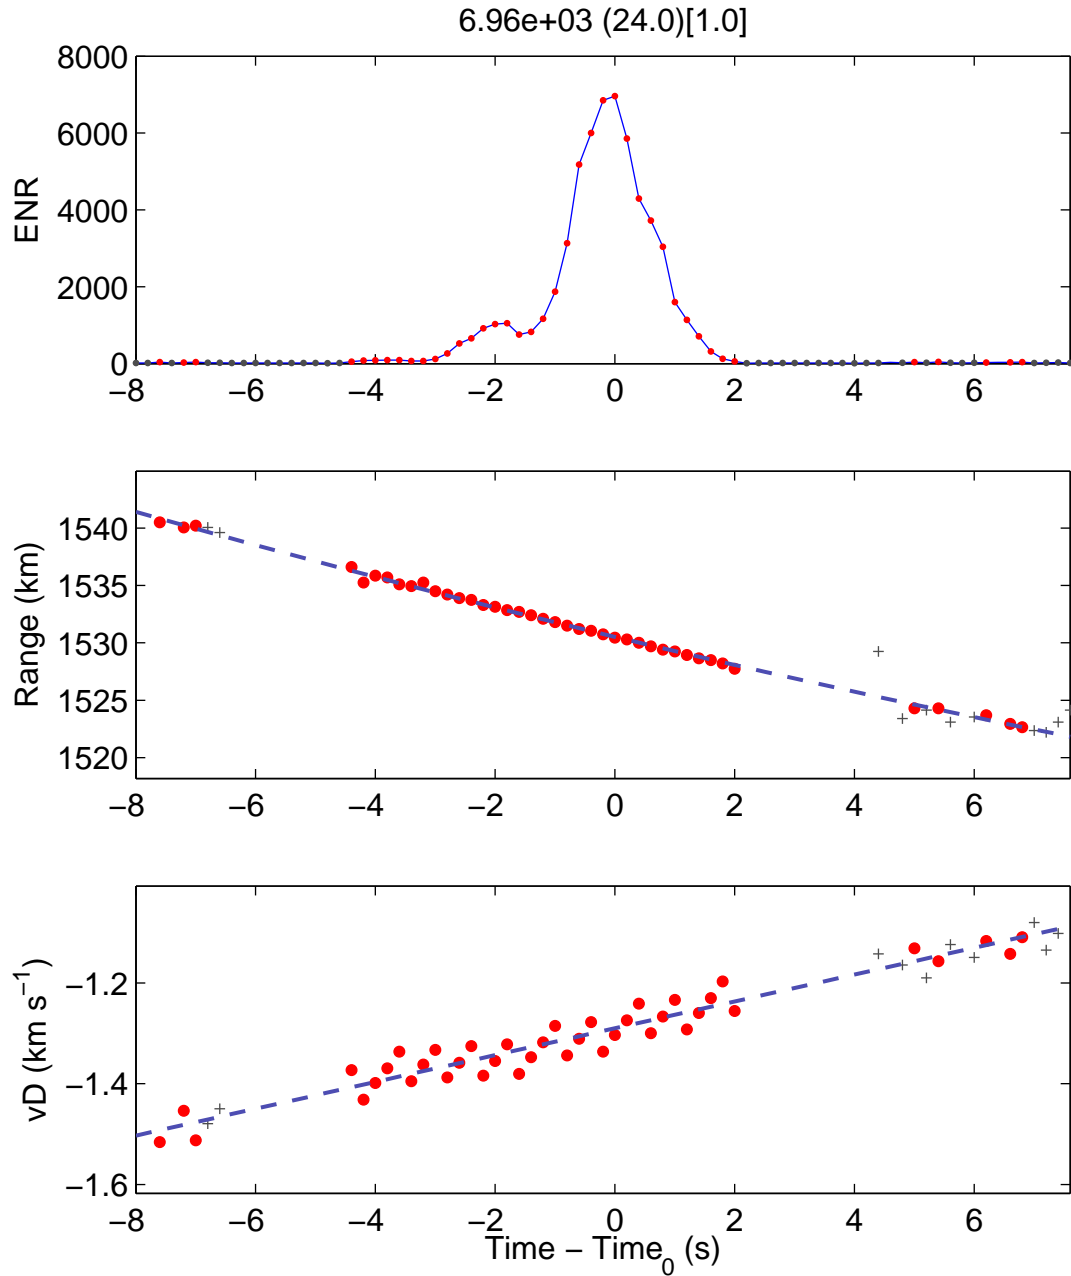 6.96e+03 (24.0)[1.0]
8000
6000
4000
2000
0
ENR
−8 −6 −4 −2 0 2 4 6
1540
1535
1530
1525
1520
Range (km)
−8 −6 −4 −2 0 2 4 6
−1.2
−1.4
−1.6
vD (km s⁻¹)
−8 −6 −4 −2 0 2 4 6
Time − Time₀ (s)